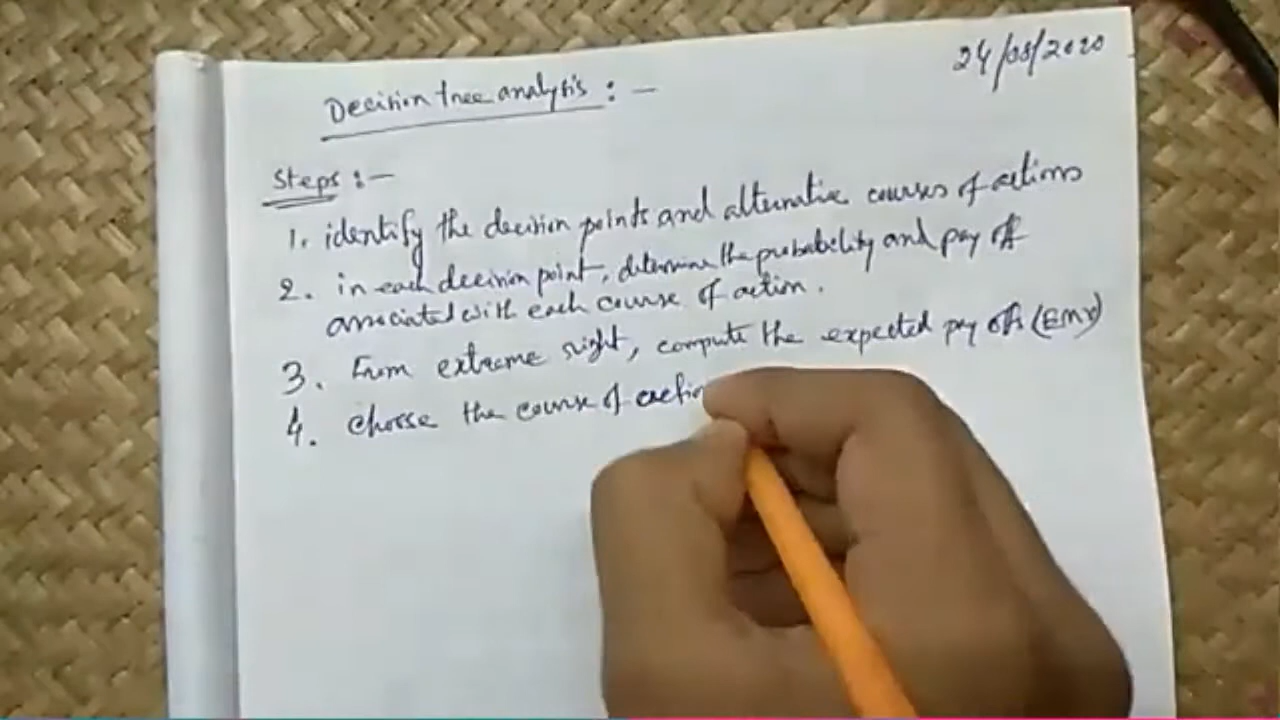 24/08/2020
Decision tree analysis : -
Steps : -
1. identify the decision points and alternative courses of actions
2. in each decision point, determine the probability and pay off
associated with each course of action.
3. From extreme right, compute the expected pay offs (EMV)
4. choose the course of action